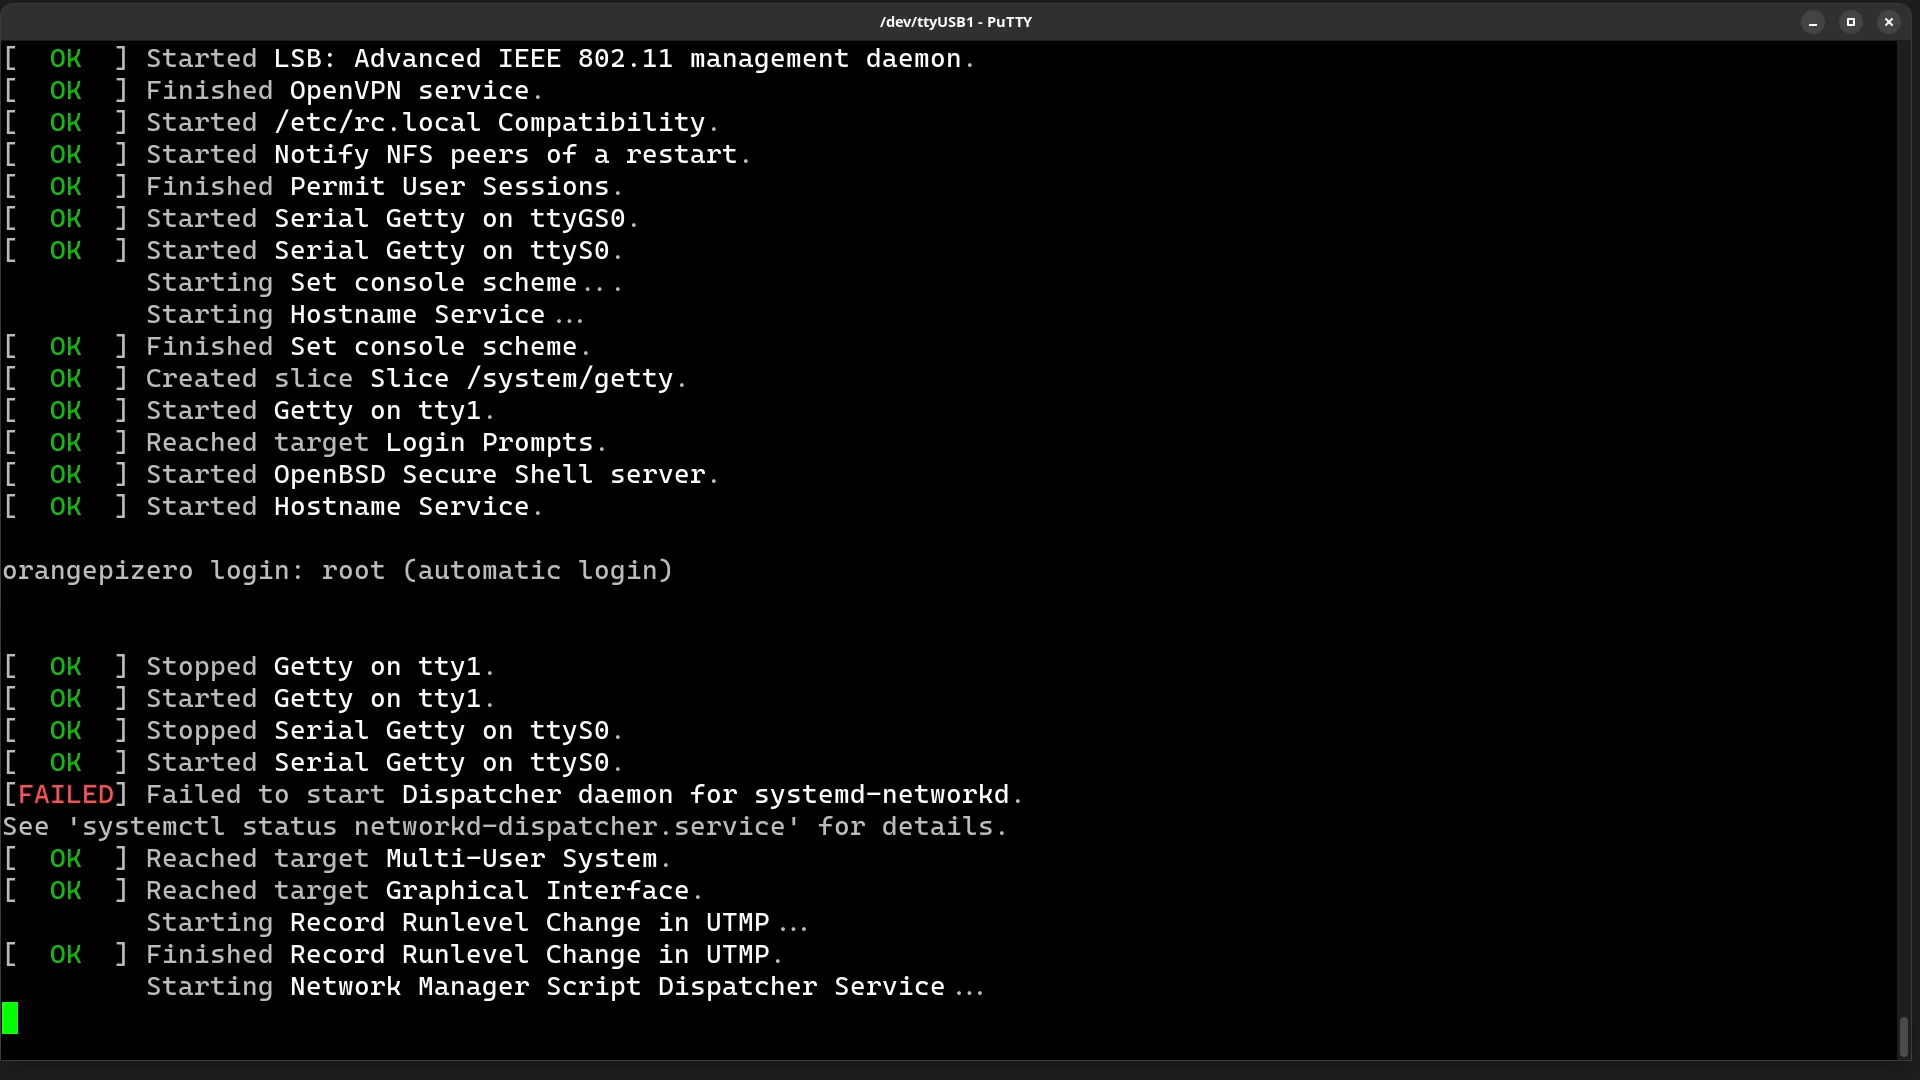 /dev/ttyUSB1 - PuTTY
[  OK  ] Started LSB: Advanced IEEE 802.11 management daemon.
[  OK  ] Finished OpenVPN service.
[  OK  ] Started /etc/rc.local Compatibility.
[  OK  ] Started Notify NFS peers of a restart.
[  OK  ] Finished Permit User Sessions.
[  OK  ] Started Serial Getty on ttyGS0.
[  OK  ] Started Serial Getty on ttyS0.
         Starting Set console scheme...
         Starting Hostname Service...
[  OK  ] Finished Set console scheme.
[  OK  ] Created slice Slice /system/getty.
[  OK  ] Started Getty on tty1.
[  OK  ] Reached target Login Prompts.
[  OK  ] Started OpenBSD Secure Shell server.
[  OK  ] Started Hostname Service.
orangepizero login: root (automatic login)
[  OK  ] Stopped Getty on tty1.
[  OK  ] Started Getty on tty1.
[  OK  ] Stopped Serial Getty on ttyS0.
[  OK  ] Started Serial Getty on ttyS0.
[FAILED] Failed to start Dispatcher daemon for systemd-networkd.
See 'systemctl status networkd-dispatcher.service' for details.
[  OK  ] Reached target Multi-User System.
[  OK  ] Reached target Graphical Interface.
         Starting Record Runlevel Change in UTMP...
[  OK  ] Finished Record Runlevel Change in UTMP.
         Starting Network Manager Script Dispatcher Service...